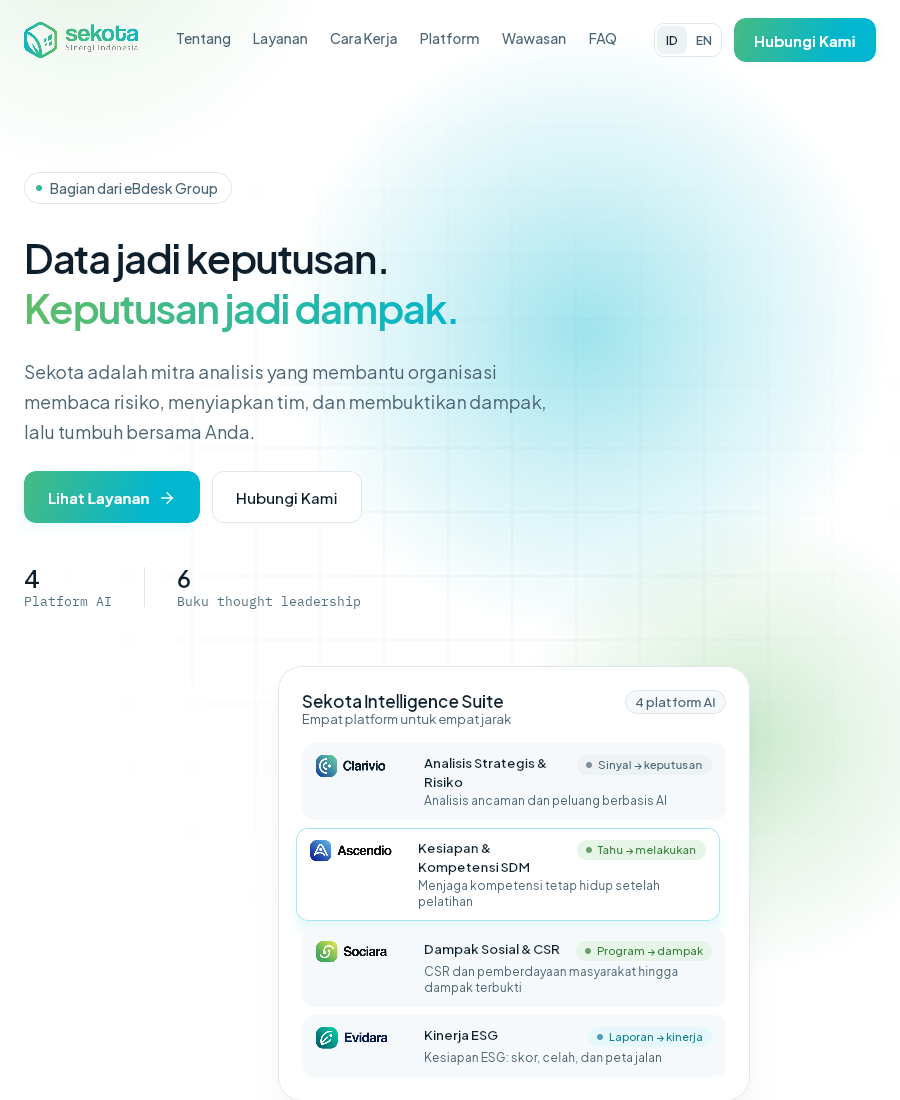 sekota
Sinergi Indonesia
Tentang
Layanan
Cara Kerja
Platform
Wawasan
FAQ
ID
EN
Hubungi Kami
Bagian dari eBdesk Group
Data jadi keputusan.
Keputusan jadi dampak.
Sekota adalah mitra analisis yang membantu organisasi
membaca risiko, menyiapkan tim, dan membuktikan dampak,
lalu tumbuh bersama Anda.
Lihat Layanan →
Hubungi Kami
4
Platform AI
6
Buku thought leadership
Sekota Intelligence Suite
Empat platform untuk empat jarak
4 platform AI
Clarivio
Analisis Strategis &
Risiko
Analisis ancaman dan peluang berbasis AI
Sinyal → keputusan
Ascendio
Kesiapan &
Kompetensi SDM
Menjaga kompetensi tetap hidup setelah
pelatihan
Tahu → melakukan
Sociara
Dampak Sosial & CSR
CSR dan pemberdayaan masyarakat hingga
dampak terbukti
Program → dampak
Evidara
Kinerja ESG
Kesiapan ESG: skor, celah, dan peta jalan
Laporan → kinerja